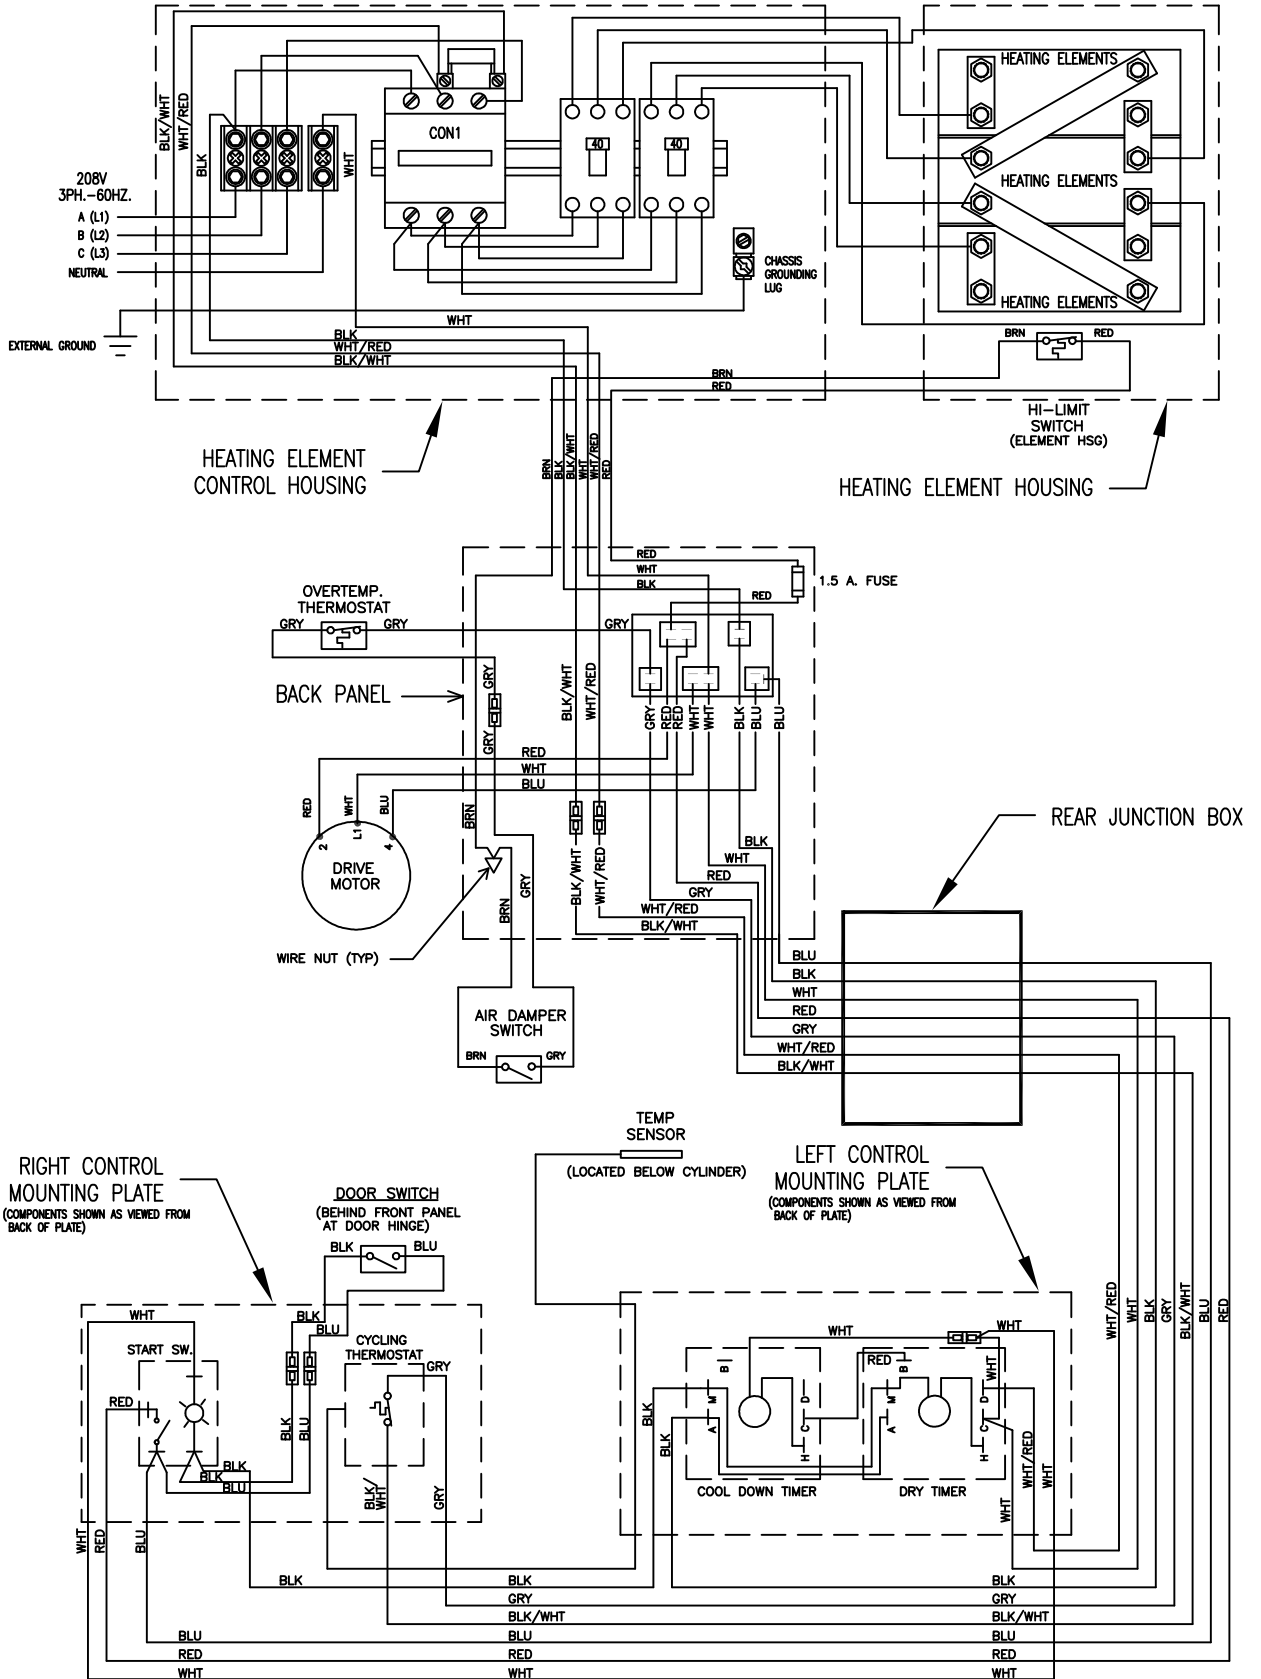 HEATING ELEMENTS
BLK/WHT
WHT/RED
BLK
WHT
CON1
40
40
HEATING ELEMENTS
208V
3PH.-60HZ.
A (L1)
B (L2)
C (L3)
NEUTRAL
CHASSIS
GROUNDING
LUG
HEATING ELEMENTS
EXTERNAL GROUND
WHT
BLK
WHT/RED
BLK/WHT
BRN
RED
BRN
RED
HI-LIMIT
SWITCH
(ELEMENT HSG)
HEATING ELEMENT
CONTROL HOUSING
BRN
BLK
BLK/WHT
WHT
WHT/RED
RED
HEATING ELEMENT HOUSING
RED
WHT
BLK
RED
1.5 A. FUSE
OVERTEMP.
THERMOSTAT
GRY
GRY
GRY
BACK PANEL
GRY
GRY
BLK/WHT
WHT/RED
GRY
RED
RED
WHT
WHT
BLK
BLU
BLU
RED
WHT
BLU
RED
WHT
BLU
2
L1
4
DRIVE
MOTOR
BRN
WIRE NUT (TYP)
BRN
GRY
BLK/WHT
WHT/RED
BLK
WHT
RED
GRY
WHT/RED
BLK/WHT
REAR JUNCTION BOX
BLU
BLK
WHT
RED
GRY
WHT/RED
BLK/WHT
AIR DAMPER
SWITCH
BRN
GRY
TEMP
SENSOR
(LOCATED BELOW CYLINDER)
RIGHT CONTROL
MOUNTING PLATE
(COMPONENTS SHOWN AS VIEWED FROM
BACK OF PLATE)
DOOR SWITCH
(BEHIND FRONT PANEL
AT DOOR HINGE)
BLK
BLU
LEFT CONTROL
MOUNTING PLATE
(COMPONENTS SHOWN AS VIEWED FROM
BACK OF PLATE)
WHT/RED
WHT
BLK
GRY
BLK/WHT
BLU
RED
WHT
START SW.
RED
BLK
BLU
BLK
BLU
BLK
BLK
BLU
CYCLING
THERMOSTAT
GRY
BLK/
WHT
GRY
WHT
WHT
RED
WHT
BLK
BLK
B
M
A
D
C
H
B
M
A
D
C
H
COOL DOWN TIMER
DRY TIMER
WHT/RED
WHT
WHT
WHT
RED
BLU
BLK
BLK
BLK
GRY
GRY
BLK/WHT
BLK/WHT
BLU
BLU
BLU
RED
RED
RED
WHT
WHT
WHT